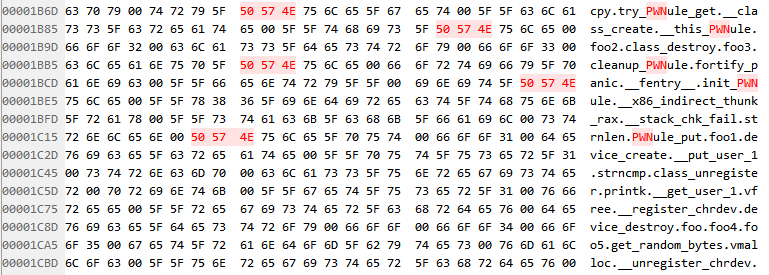 00001B6D 63 70 79 00 74 72 79 5F 50 57 4E 75 6C 65 5F 67 65 74 00 5F 5F 63 6C 61 cpy.try_PWNule_get.__cla
00001B85 73 73 5F 63 72 65 61 74 65 00 5F 5F 74 68 69 73 5F 50 57 4E 75 6C 65 00 ss_create.__this_PWNule.
00001B9D 66 6F 6F 32 00 63 6C 61 73 73 5F 64 65 73 74 72 6F 79 00 66 6F 6F 33 00 foo2.class_destroy.foo3.
00001BB5 63 6C 65 61 6E 75 70 5F 50 57 4E 75 6C 65 00 66 6F 72 74 69 66 79 5F 70 cleanup_PWNule.fortify_p
00001BCD 61 6E 69 63 00 5F 5F 66 65 6E 74 72 79 5F 5F 00 69 6E 69 74 5F 50 57 4E anic.__fentry__.init_PWN
00001BE5 75 6C 65 00 5F 5F 78 38 36 5F 69 6E 64 69 72 65 63 74 5F 74 68 75 6E 6B ule.__x86_indirect_thunk
00001BFD 5F 72 61 78 00 5F 5F 73 74 61 63 6B 5F 63 68 6B 5F 66 61 69 6C 00 73 74 _rax.__stack_chk_fail.st
00001C15 72 6E 6C 65 6E 00 50 57 4E 75 6C 65 5F 70 75 74 00 66 6F 6F 31 00 64 65 rnlen.PWNule_put.foo1.de
00001C2D 76 69 63 65 5F 63 72 65 61 74 65 00 5F 5F 70 75 74 5F 75 73 65 72 5F 31 vice_create.__put_user_1
00001C45 00 73 74 72 6E 63 6D 70 00 63 6C 61 73 73 5F 75 6E 72 65 67 69 73 74 65 .strncmp.class_unregiste
00001C5D 72 00 70 72 69 6E 74 6B 00 5F 5F 67 65 74 5F 75 73 65 72 5F 31 00 76 66 r.printk.__get_user_1.vf
00001C75 72 65 65 00 5F 5F 72 65 67 69 73 74 65 72 5F 63 68 72 64 65 76 00 64 65 ree.__register_chrdev.de
00001C8D 76 69 63 65 5F 64 65 73 74 72 6F 79 00 66 6F 6F 00 66 6F 6F 34 00 66 6F vice_destroy.foo.foo4.fo
00001CA5 6F 35 00 67 65 74 5F 72 61 6E 64 6F 6D 5F 62 79 74 65 73 00 76 6D 61 6C o5.get_random_bytes.vmal
00001CBD 6C 6F 63 00 5F 5F 75 6E 72 65 67 69 73 74 65 72 5F 63 68 72 64 65 76 00 loc.__unregister_chrdev.